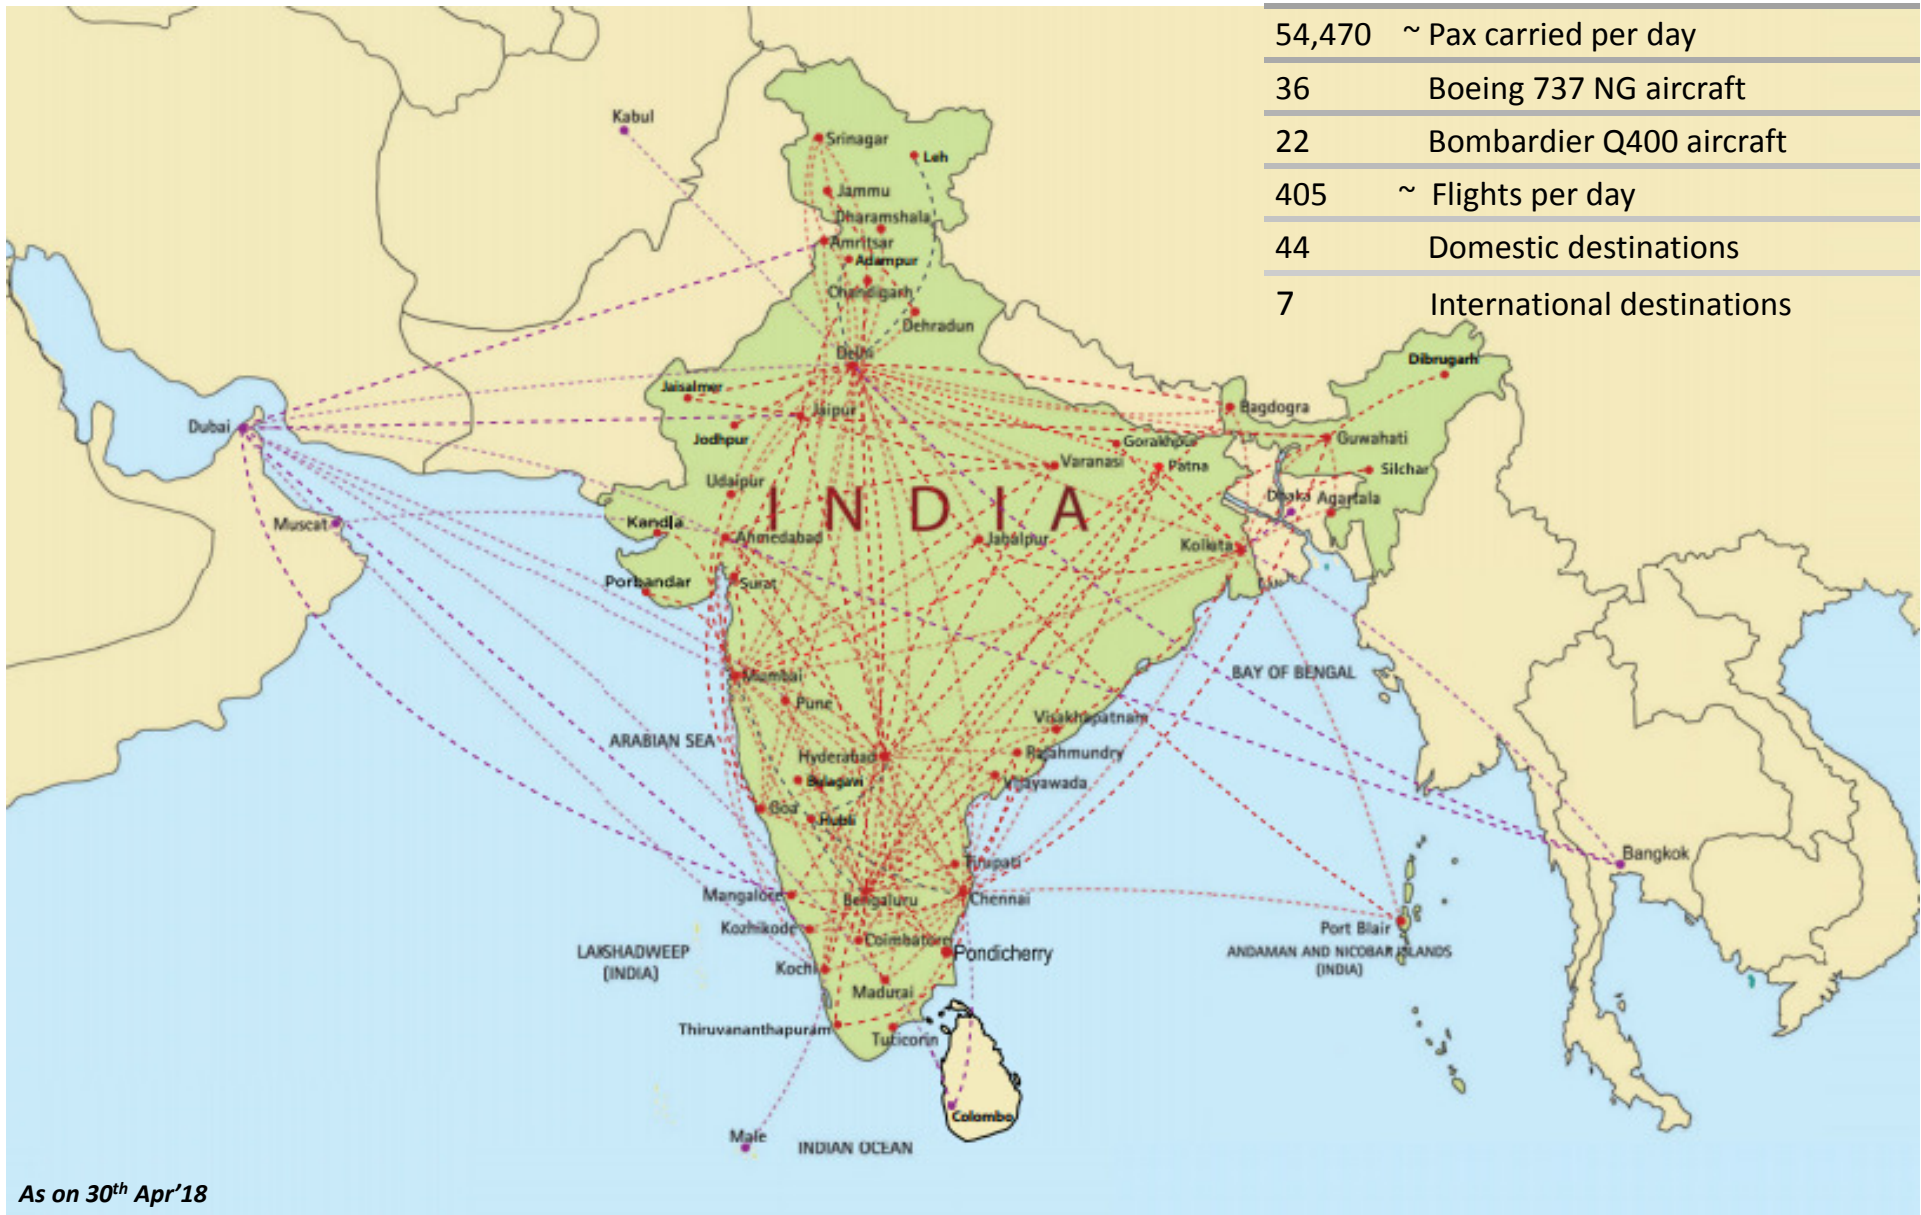 54,470 ~ Pax carried per day
36 Boeing 737 NG aircraft
22 Bombardier Q400 aircraft
405 ~ Flights per day
44 Domestic destinations
7 International destinations
Kabul
Srinagar
Leh
Jammu
Dharamshala
Amritsar
Adampur
Chandigarh
Dehradun
Delhi
Dibrugarh
Jaisalmer
Bagdogra
Jaipur
Dubai
Jodhpur
Gorakhpur
Guwahati
Varanasi
Patna
Silchar
Udaipur
Dhaka
Agartala
INDIA
Muscat
Kandla
Ahmedabad
Jabalpur
Kolkata
Porbandar
Surat
Mumbai
BAY OF BENGAL
Pune
Visakhapatnam
ARABIAN SEA
Hyderabad
Rajahmundry
Belagavi
Vijayawada
Goa
Hubli
Bangkok
Tirupati
Mangalore
Bengaluru
Chennai
Kozhikode
Coimbatore
Port Blair
LAKSHADWEEP
(INDIA)
Pondicherry
ANDAMAN AND NICOBAR ISLANDS
(INDIA)
Kochi
Madurai
Thiruvananthapuram
Tuticorin
Colombo
Male
INDIAN OCEAN
As on 30th Apr'18